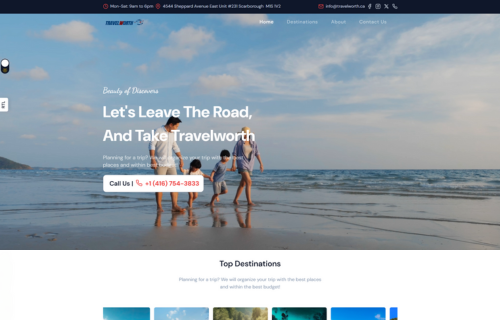 Mon-Sat: 9am to 6pm 4544 Sheppard Avenue East Unit #231 Scarborough M1S 1V2 info@travelworth.ca
TRAVELWORTH Home Destinations About Contact Us
Beauty of Discovers
Let's Leave The Road,
And Take Travelworth
Planning for a trip? We will organize your trip with the best
places and within best
Call Us | +1 (416) 754-3833
Top Destinations
Planning for a trip? We will organize your trip with the best places
and within the best budget!